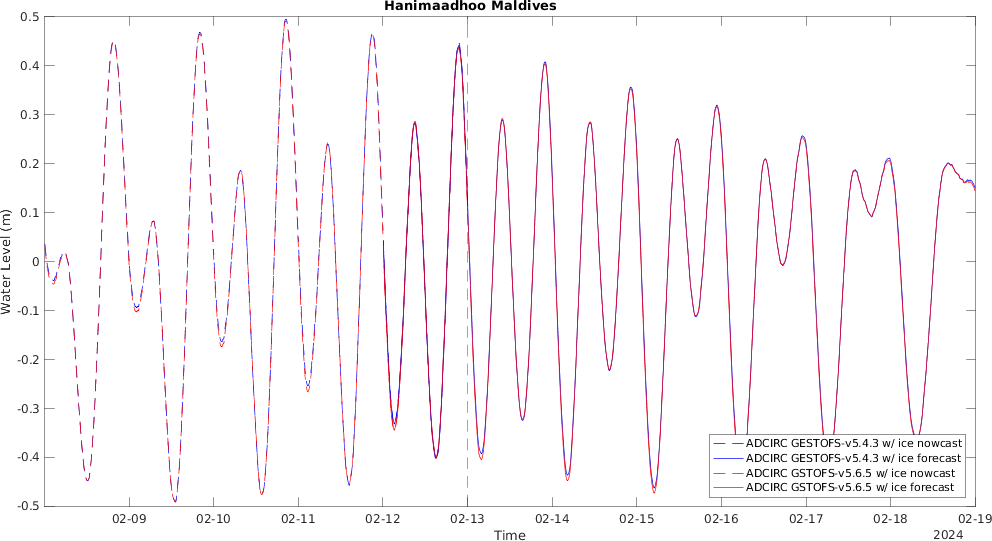 Hanimaadhoo Maldives
Water Level (m)
0.5
0.4
0.3
0.2
0.1
0
-0.1
-0.2
-0.3
-0.4
-0.5
ADCIRC GESTOFS-v5.4.3 w/ ice nowcast
ADCIRC GESTOFS-v5.4.3 w/ ice forecast
ADCIRC GSTOFS-v5.6.5 w/ ice nowcast
ADCIRC GSTOFS-v5.6.5 w/ ice forecast
02-09 02-10 02-11 02-12 02-13 02-14 02-15 02-16 02-17 02-18 02-19
Time
2024